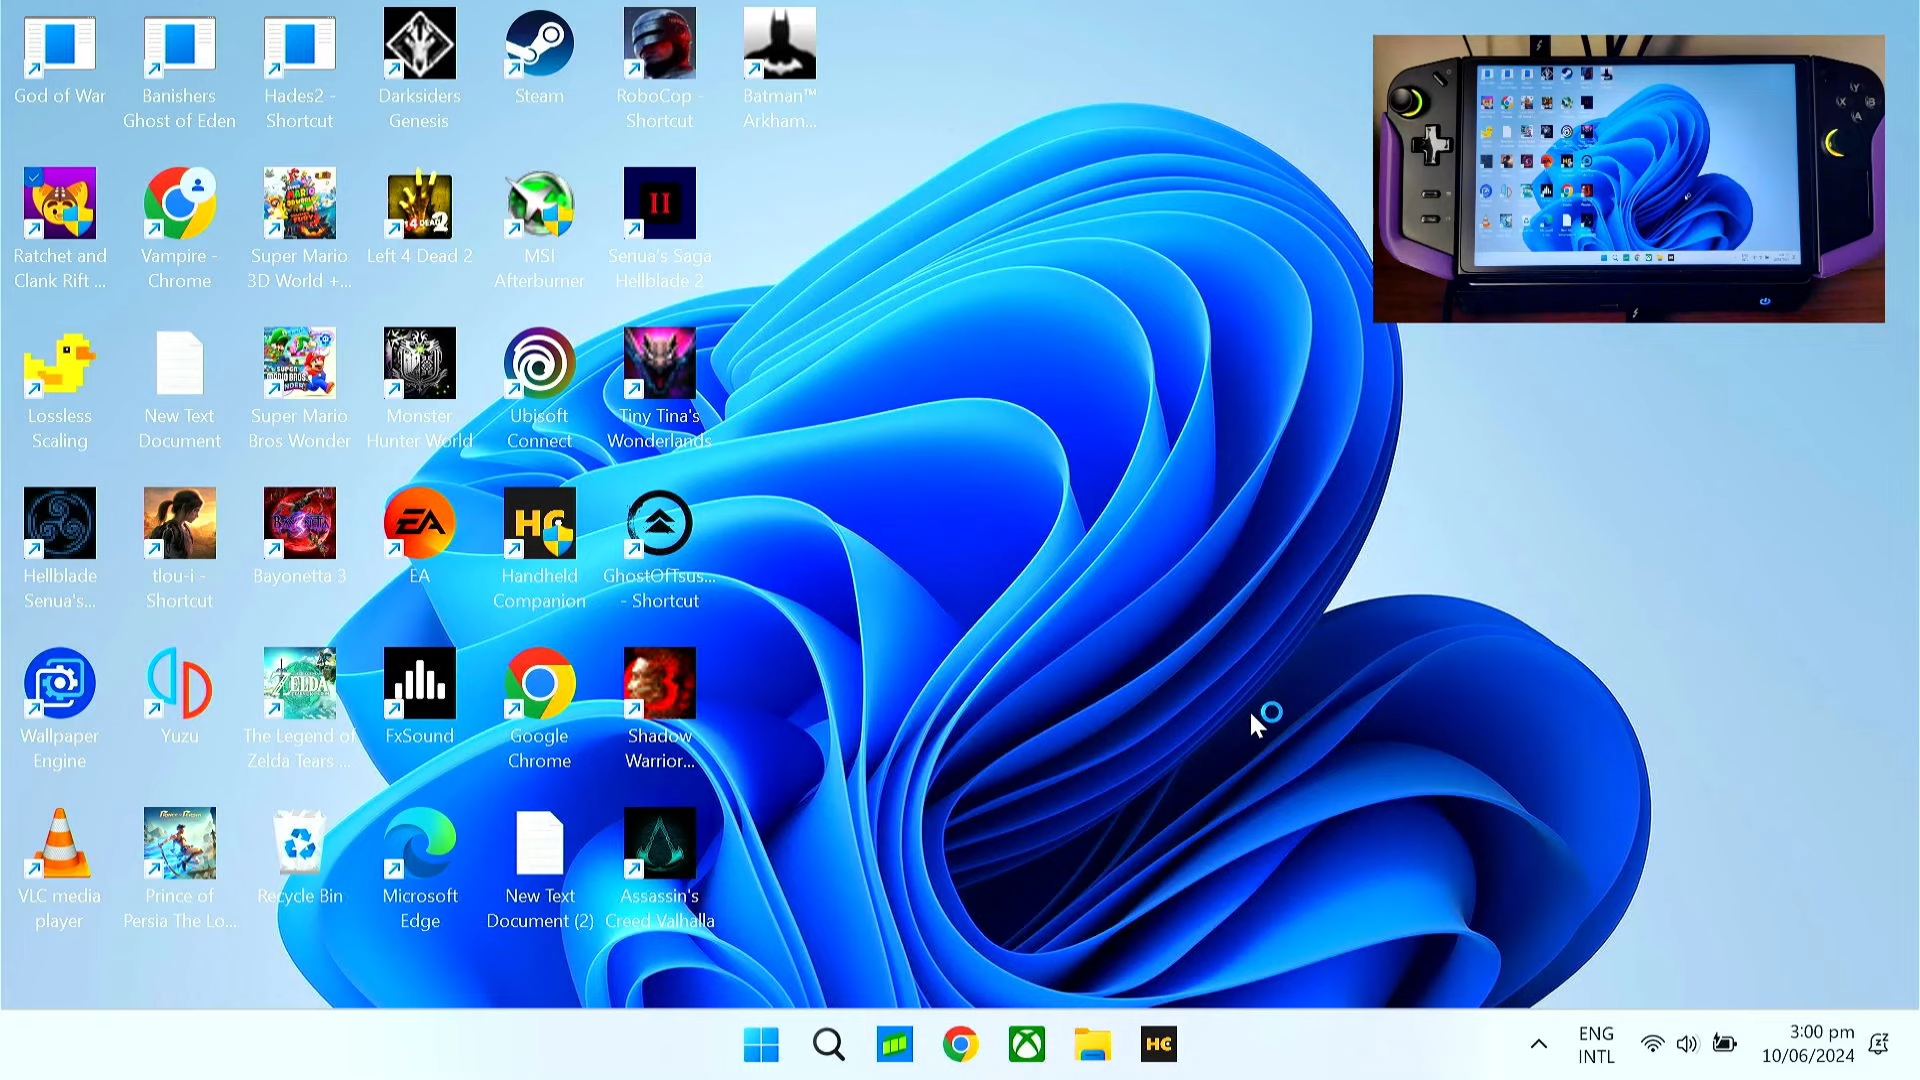 God of War
Banishers
Ghost of Eden
Hades2 -
Shortcut
Darksiders
Genesis
Steam
RoboCop -
Shortcut
Batman™
Arkham...
Ratchet and
Clank Rift ...
Vampire -
Chrome
Super Mario
3D World +...
Left 4 Dead 2
MSI
Afterburner
II
Senua's Saga
Hellblade 2
Lossless
Scaling
New Text
Document
Super Mario
Bros Wonder
Monster
Hunter World
Ubisoft
Connect
Tiny Tina's
Wonderlands
Hellblade
Senua's...
tlou-i -
Shortcut
Bayonetta 3
EA
EA
HC
Handheld
Companion
GhostOfTsus...
- Shortcut
Wallpaper
Engine
Yuzu
ZELDA
The Legend of
Zelda Tears ...
FxSound
Google
Chrome
Shadow
Warrior...
VLC media
player
Prince of
Persia The Lo...
Recycle Bin
Microsoft
Edge
New Text
Document (2)
Assassin's
Creed Valhalla
HC
ENG
INTL
3:00 pm
10/06/2024
Y
X
B
A